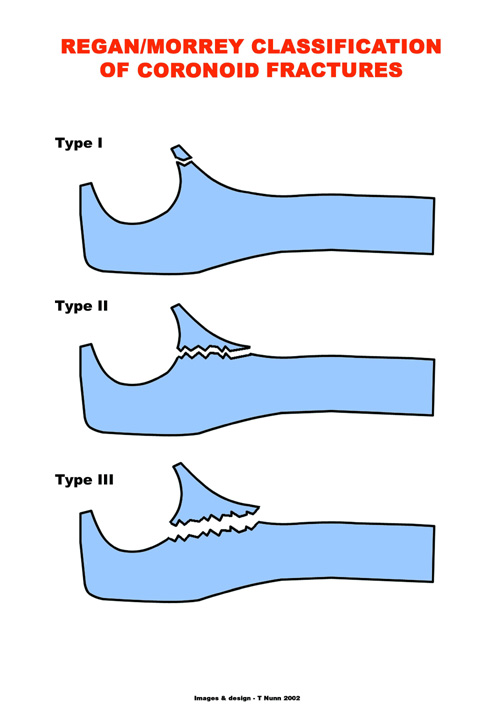 REGAN/MORREY CLASSIFICATION
OF CORONOID FRACTURES
Type I
Type II
Type III
Images & design - T Nunn 2002